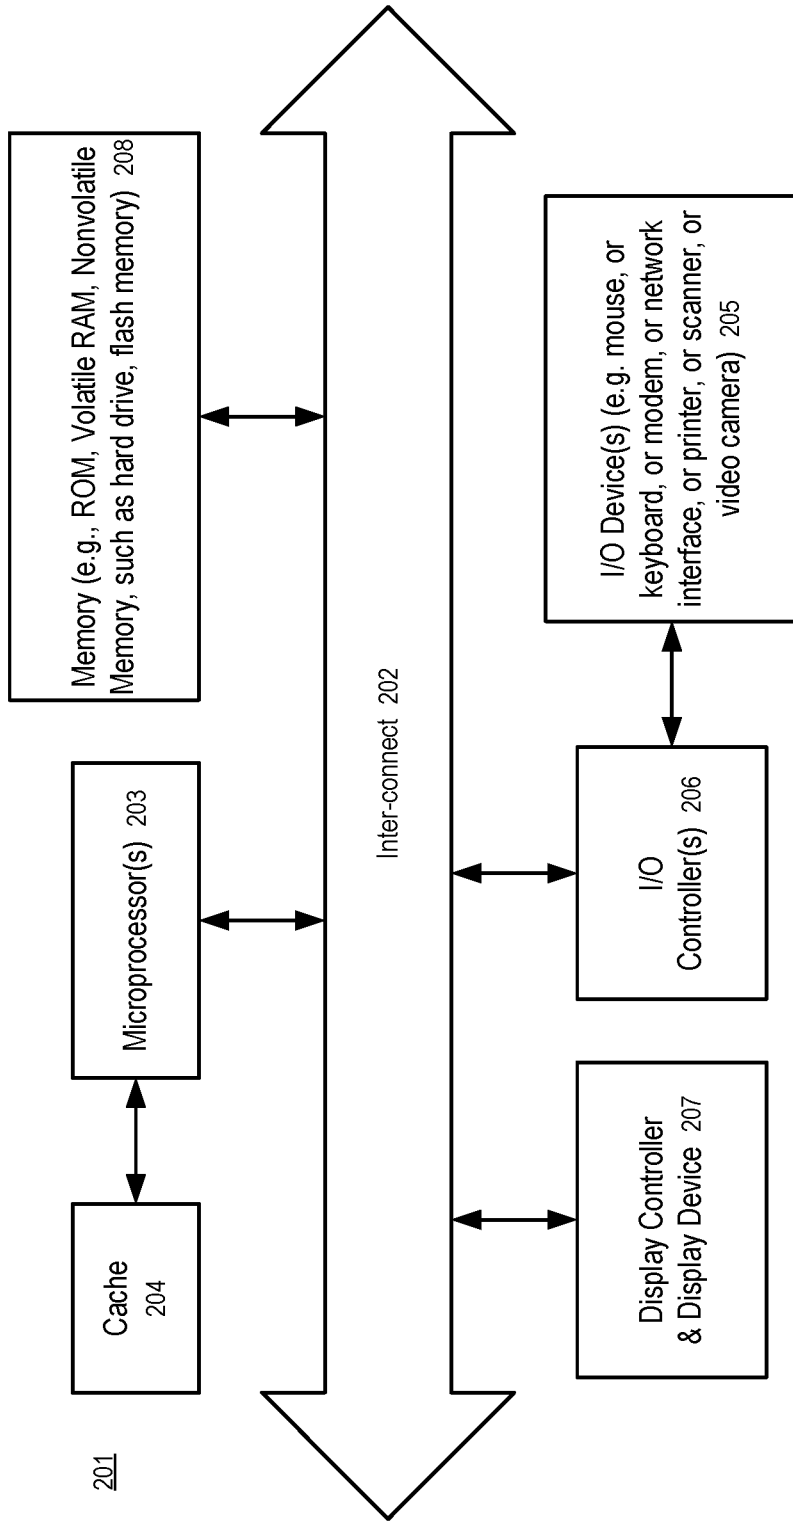 201
Cache
204
Microprocessor(s) 203
Memory (e.g., ROM, Volatile RAM, Nonvolatile
Memory, such as hard drive, flash memory) 208
Inter-connect 202
Display Controller
& Display Device 207
I/O
Controller(s) 206
I/O Device(s) (e.g. mouse, or
keyboard, or modem, or network
interface, or printer, or scanner, or
video camera) 205